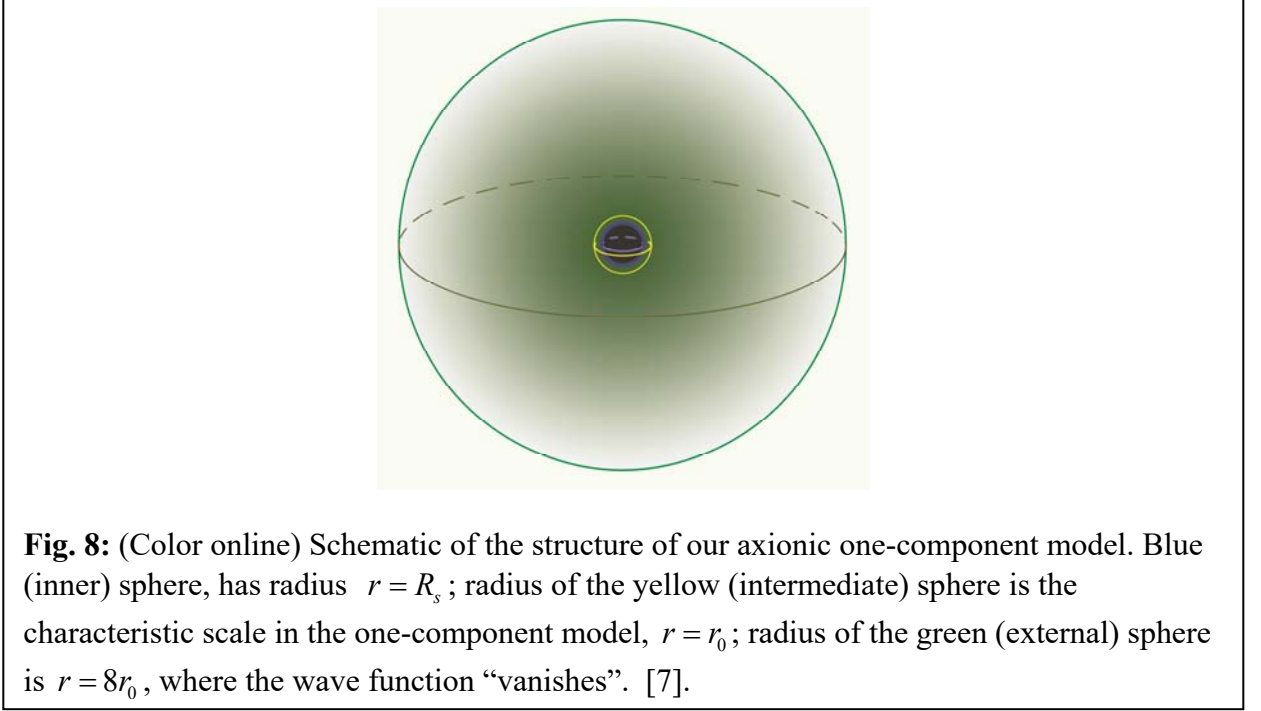 Fig. 8: (Color online) Schematic of the structure of our axionic one-component model. Blue
(inner) sphere, has radius r = R_s ; radius of the yellow (intermediate) sphere is the
characteristic scale in the one-component model, r = r_0 ; radius of the green (external) sphere
is r = 8r_0 , where the wave function “vanishes”. [7].